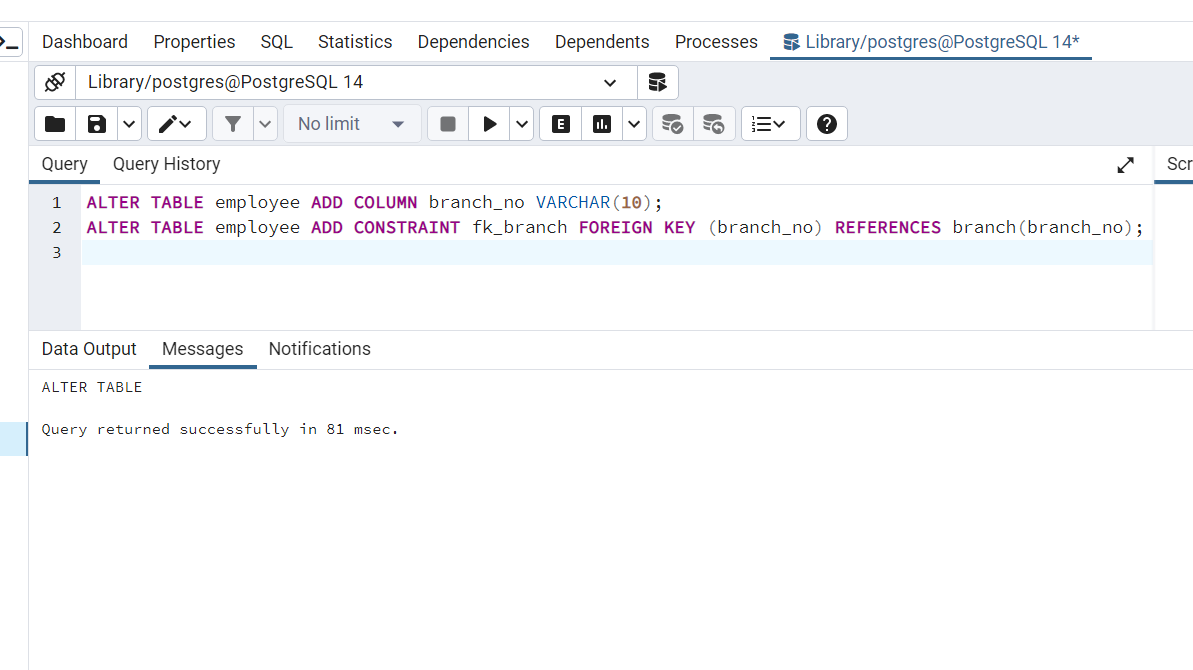 Dashboard Properties SQL Statistics Dependencies Dependents Processes Library/postgres@PostgreSQL 14*
Library/postgres@PostgreSQL 14
No limit E
Query Query History Scr
1 ALTER TABLE employee ADD COLUMN branch_no VARCHAR(10);
2 ALTER TABLE employee ADD CONSTRAINT fk_branch FOREIGN KEY (branch_no) REFERENCES branch(branch_no);
3
Data Output Messages Notifications
ALTER TABLE
Query returned successfully in 81 msec.